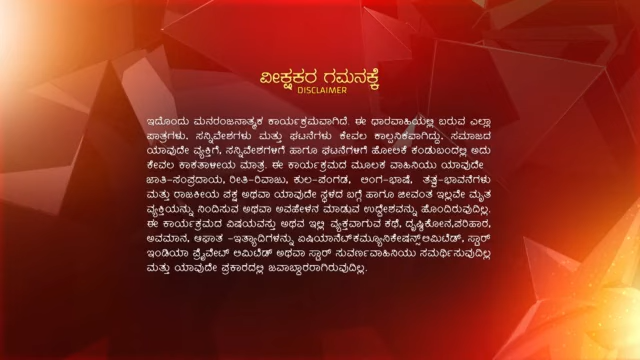 ವೀಕ್ಷಕರ ಗಮನಕ್ಕೆ
DISCLAIMER
ಇದೊಂದು ಮನರಂಜನಾತ್ಮಕ ಕಾರ್ಯಕ್ರಮವಾಗಿದೆ. ಈ ಧಾರವಾಹಿಯಲ್ಲಿ ಬರುವ ಎಲ್ಲಾ
ಪಾತ್ರಗಳು, ಸನ್ನಿವೇಶಗಳು ಮತ್ತು ಘಟನೆಗಳು ಕೇವಲ ಕಾಲ್ಪನಿಕವಾಗಿದ್ದು, ಸಮಾಜದ
ಯಾವುದೇ ವ್ಯಕ್ತಿಗೆ, ಸನ್ನಿವೇಶಗಳಿಗೆ ಹಾಗೂ ಘಟನೆಗಳಿಗೆ ಹೋಲಿಕೆ ಕಂಡುಬಂದಲ್ಲಿ ಅದು
ಕೇವಲ ಕಾಕತಾಳೀಯ ಮಾತ್ರ. ಈ ಕಾರ್ಯಕ್ರಮದ ಮೂಲಕ ವಾಹಿನಿಯು ಯಾವುದೇ
ಜಾತಿ-ಸಂಪ್ರದಾಯ, ರೀತಿ-ರಿವಾಜು, ಕುಲ-ಪಂಗಡ, ಲಿಂಗ-ಭಾಷೆ, ತತ್ವ-ಭಾವನೆಗಳು
ಮತ್ತು ರಾಜಕೀಯ ಪಕ್ಷ ಅಥವಾ ಯಾವುದೇ ಸ್ಥಳದ ಬಗ್ಗೆ ಹಾಗೂ ಜೀವಂತ ಇಲ್ಲವೇ ಮೃತ
ವ್ಯಕ್ತಿಯನ್ನು ನಿಂದಿಸುವ ಅಥವಾ ಅವಹೇಳನ ಮಾಡುವ ಉದ್ದೇಶವನ್ನು ಹೊಂದಿರುವುದಿಲ್ಲ.
ಈ ಕಾರ್ಯಕ್ರಮದ ವಿಷಯವಸ್ತು ಅಥವ ಇಲ್ಲಿ ವ್ಯಕ್ತವಾಗುವ ಕಥೆ, ದೃಷ್ಟಿಕೋನ,ಪರಿಹಾರ,
ಅವಮಾನ, ಆಘಾತ -ಇತ್ಯಾದಿಗಳನ್ನು ಏಷಿಯಾನೆಟ್‌ಕಮ್ಯೂನಿಕೇಷನ್ಸ್ ಲಿಮಿಟೆಡ್, ಸ್ಟಾರ್
ಇಂಡಿಯಾ ಪ್ರೈವೇಟ್ ಲಿಮಿಟೆಡ್ ಅಥವಾ ಸ್ಟಾರ್ ಸುವರ್ಣವಾಹಿನಿಯು ಸಮರ್ಥಿಸುವುದಿಲ್ಲ
ಮತ್ತು ಯಾವುದೇ ಪ್ರಕಾರದಲ್ಲಿ ಜವಾಬ್ದಾರರಾಗಿರುವುದಿಲ್ಲ.